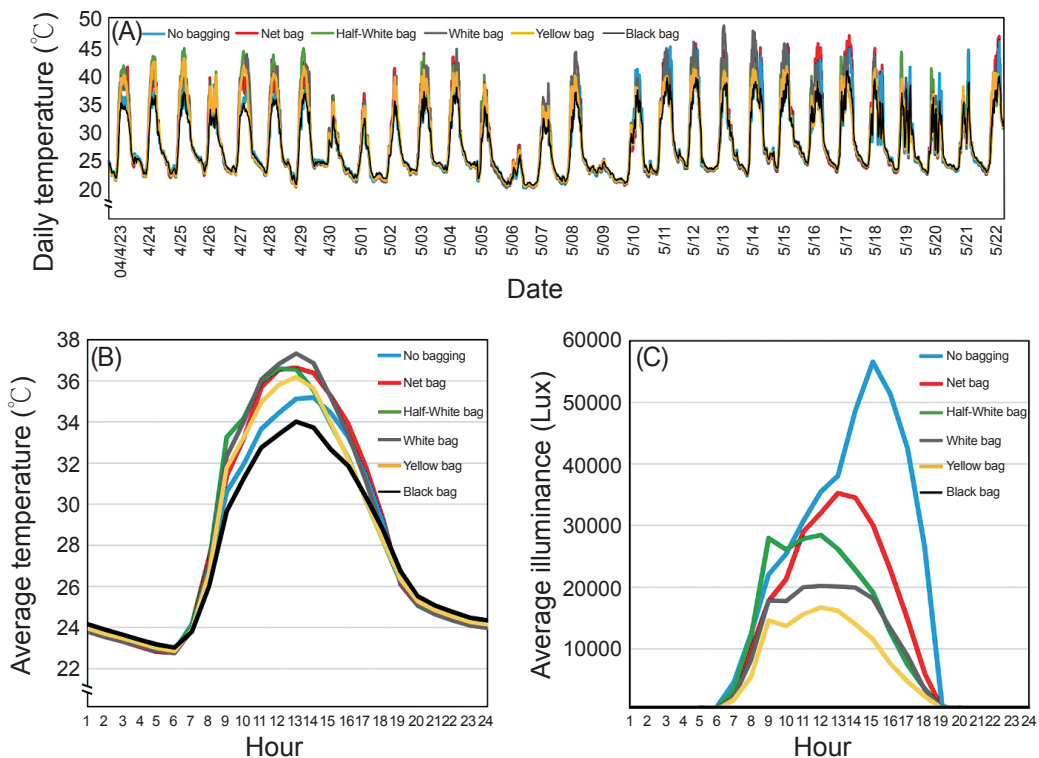 (A)
No bagging Net bag Half-White bag White bag Yellow bag Black bag
Daily temperature (℃)
50
45
40
35
30
25
20
04/23 4/24 4/25 4/26 4/27 4/28 4/29 4/30 5/01 5/02 5/03 5/04 5/05 5/06 5/07 5/08 5/09 5/10 5/11 5/12 5/13 5/14 5/15 5/16 5/17 5/18 5/19 5/20 5/21 5/22
Date
(B)
No bagging
Net bag
Half-White bag
White bag
Yellow bag
Black bag
Average temperature (℃)
38
36
34
32
30
28
26
24
22
1 2 3 4 5 6 7 8 9 10 11 12 13 14 15 16 17 18 19 20 21 22 23 24
Hour
(C)
No bagging
Net bag
Half-White bag
White bag
Yellow bag
Black bag
Average illuminance (Lux)
60000
50000
40000
30000
20000
10000
1 2 3 4 5 6 7 8 9 10 11 12 13 14 15 16 17 18 19 20 21 22 23 24
Hour